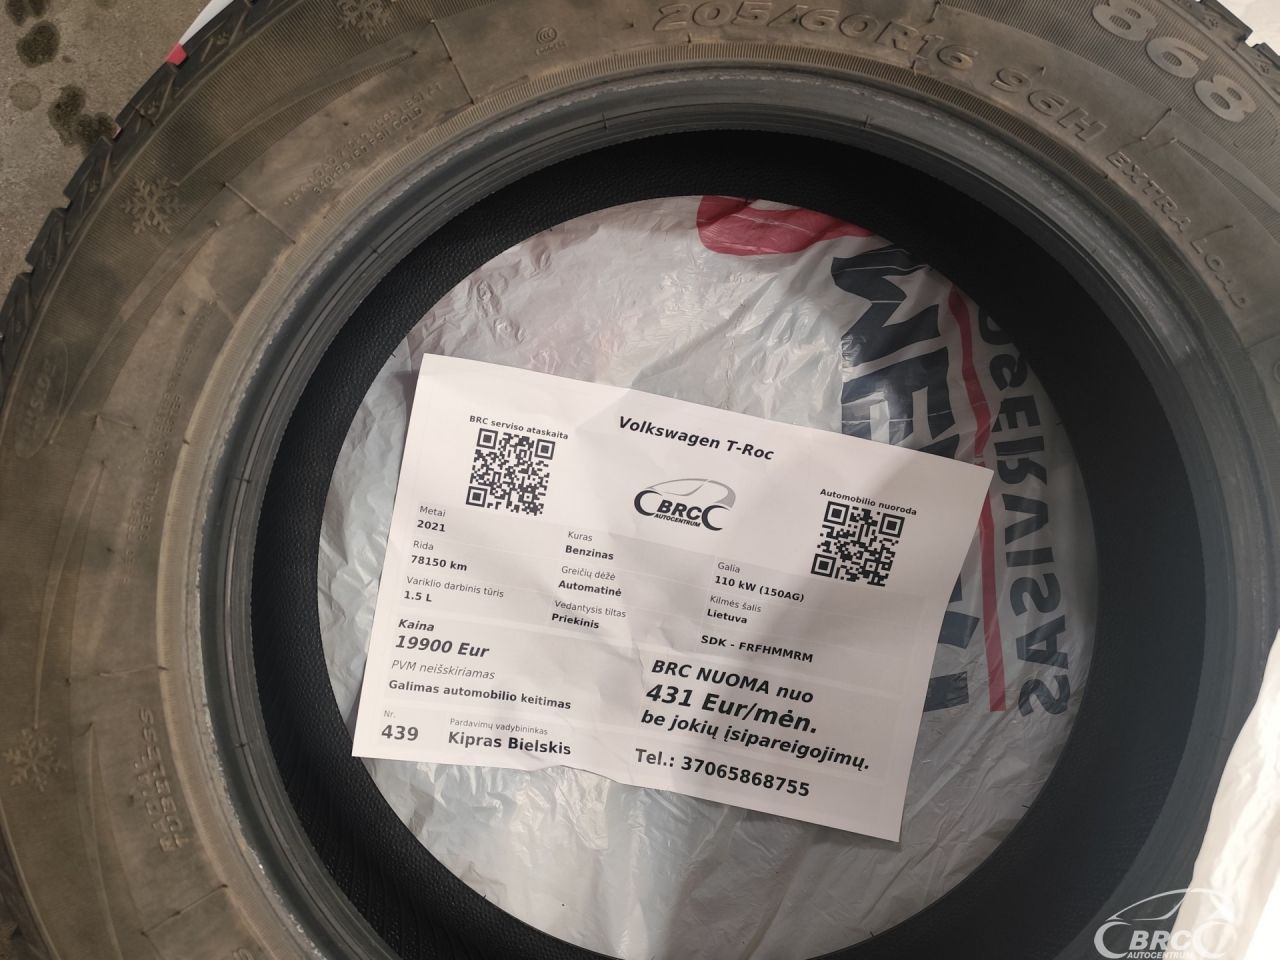 205/60R16 96H EXTRA LOAD
868
BRC serviso ataskaita
Volkswagen T-Roc
Automobilio nuoroda
BRC
AUTOCENTRUM
Metai
2021
Kuras
Benzinas
Galia
110 kW (150AG)
Rida
78150 km
Greičių dėžė
Automatinė
Kilmės šalis
Lietuva
Variklio darbinis tūris
1.5 L
Vedantysis tiltas
Priekinis
SDK - FRFHMMRM
Kaina
19900 Eur
PVM neišskiriamas
Galimas automobilio keitimas
BRC NUOMA nuo
431 Eur/mėn.
be jokių įsipareigojimų.
Nr.
439
Pardavimų vadybininkas
Kipras Bielskis
Tel.: 37065868755
BRC
AUTOCENTRUM